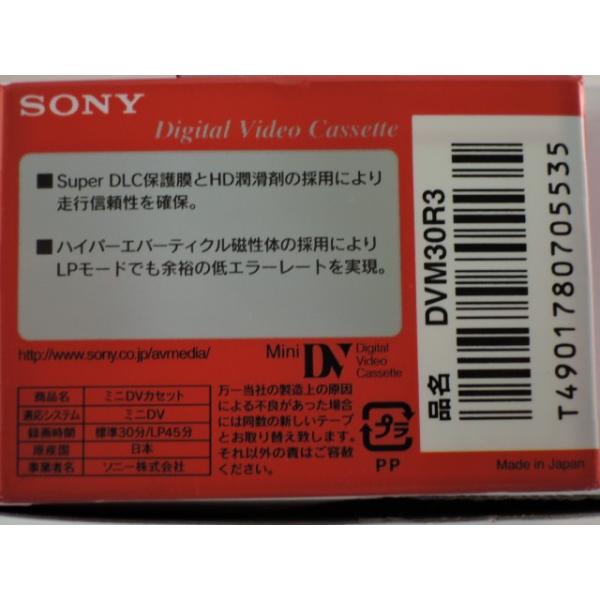 SONY
Digital Video Cassette
■Super DLC保護膜とHD潤滑剤の採用により
走行信頼性を確保。
■ハイパーエバーティクル磁性体の採用により
LPモードでも余裕の低エラーレートを実現。
http://www.sony.co.jp/avmedia/
Mini DV Digital Video Cassette
商品名 ミニDVカセット
適応システム ミニDV
録画時間 標準30分/LP45分
原産国 日本
事業者名 ソニー株式会社
万一当社の製造上の原因
による不良があった場合
には同数の新しいテープ
とお取り替え致します。
それ以外の責はご容赦
ください。
プラ
PP
品名 DVM30R3
T4901780705535
Made in Japan